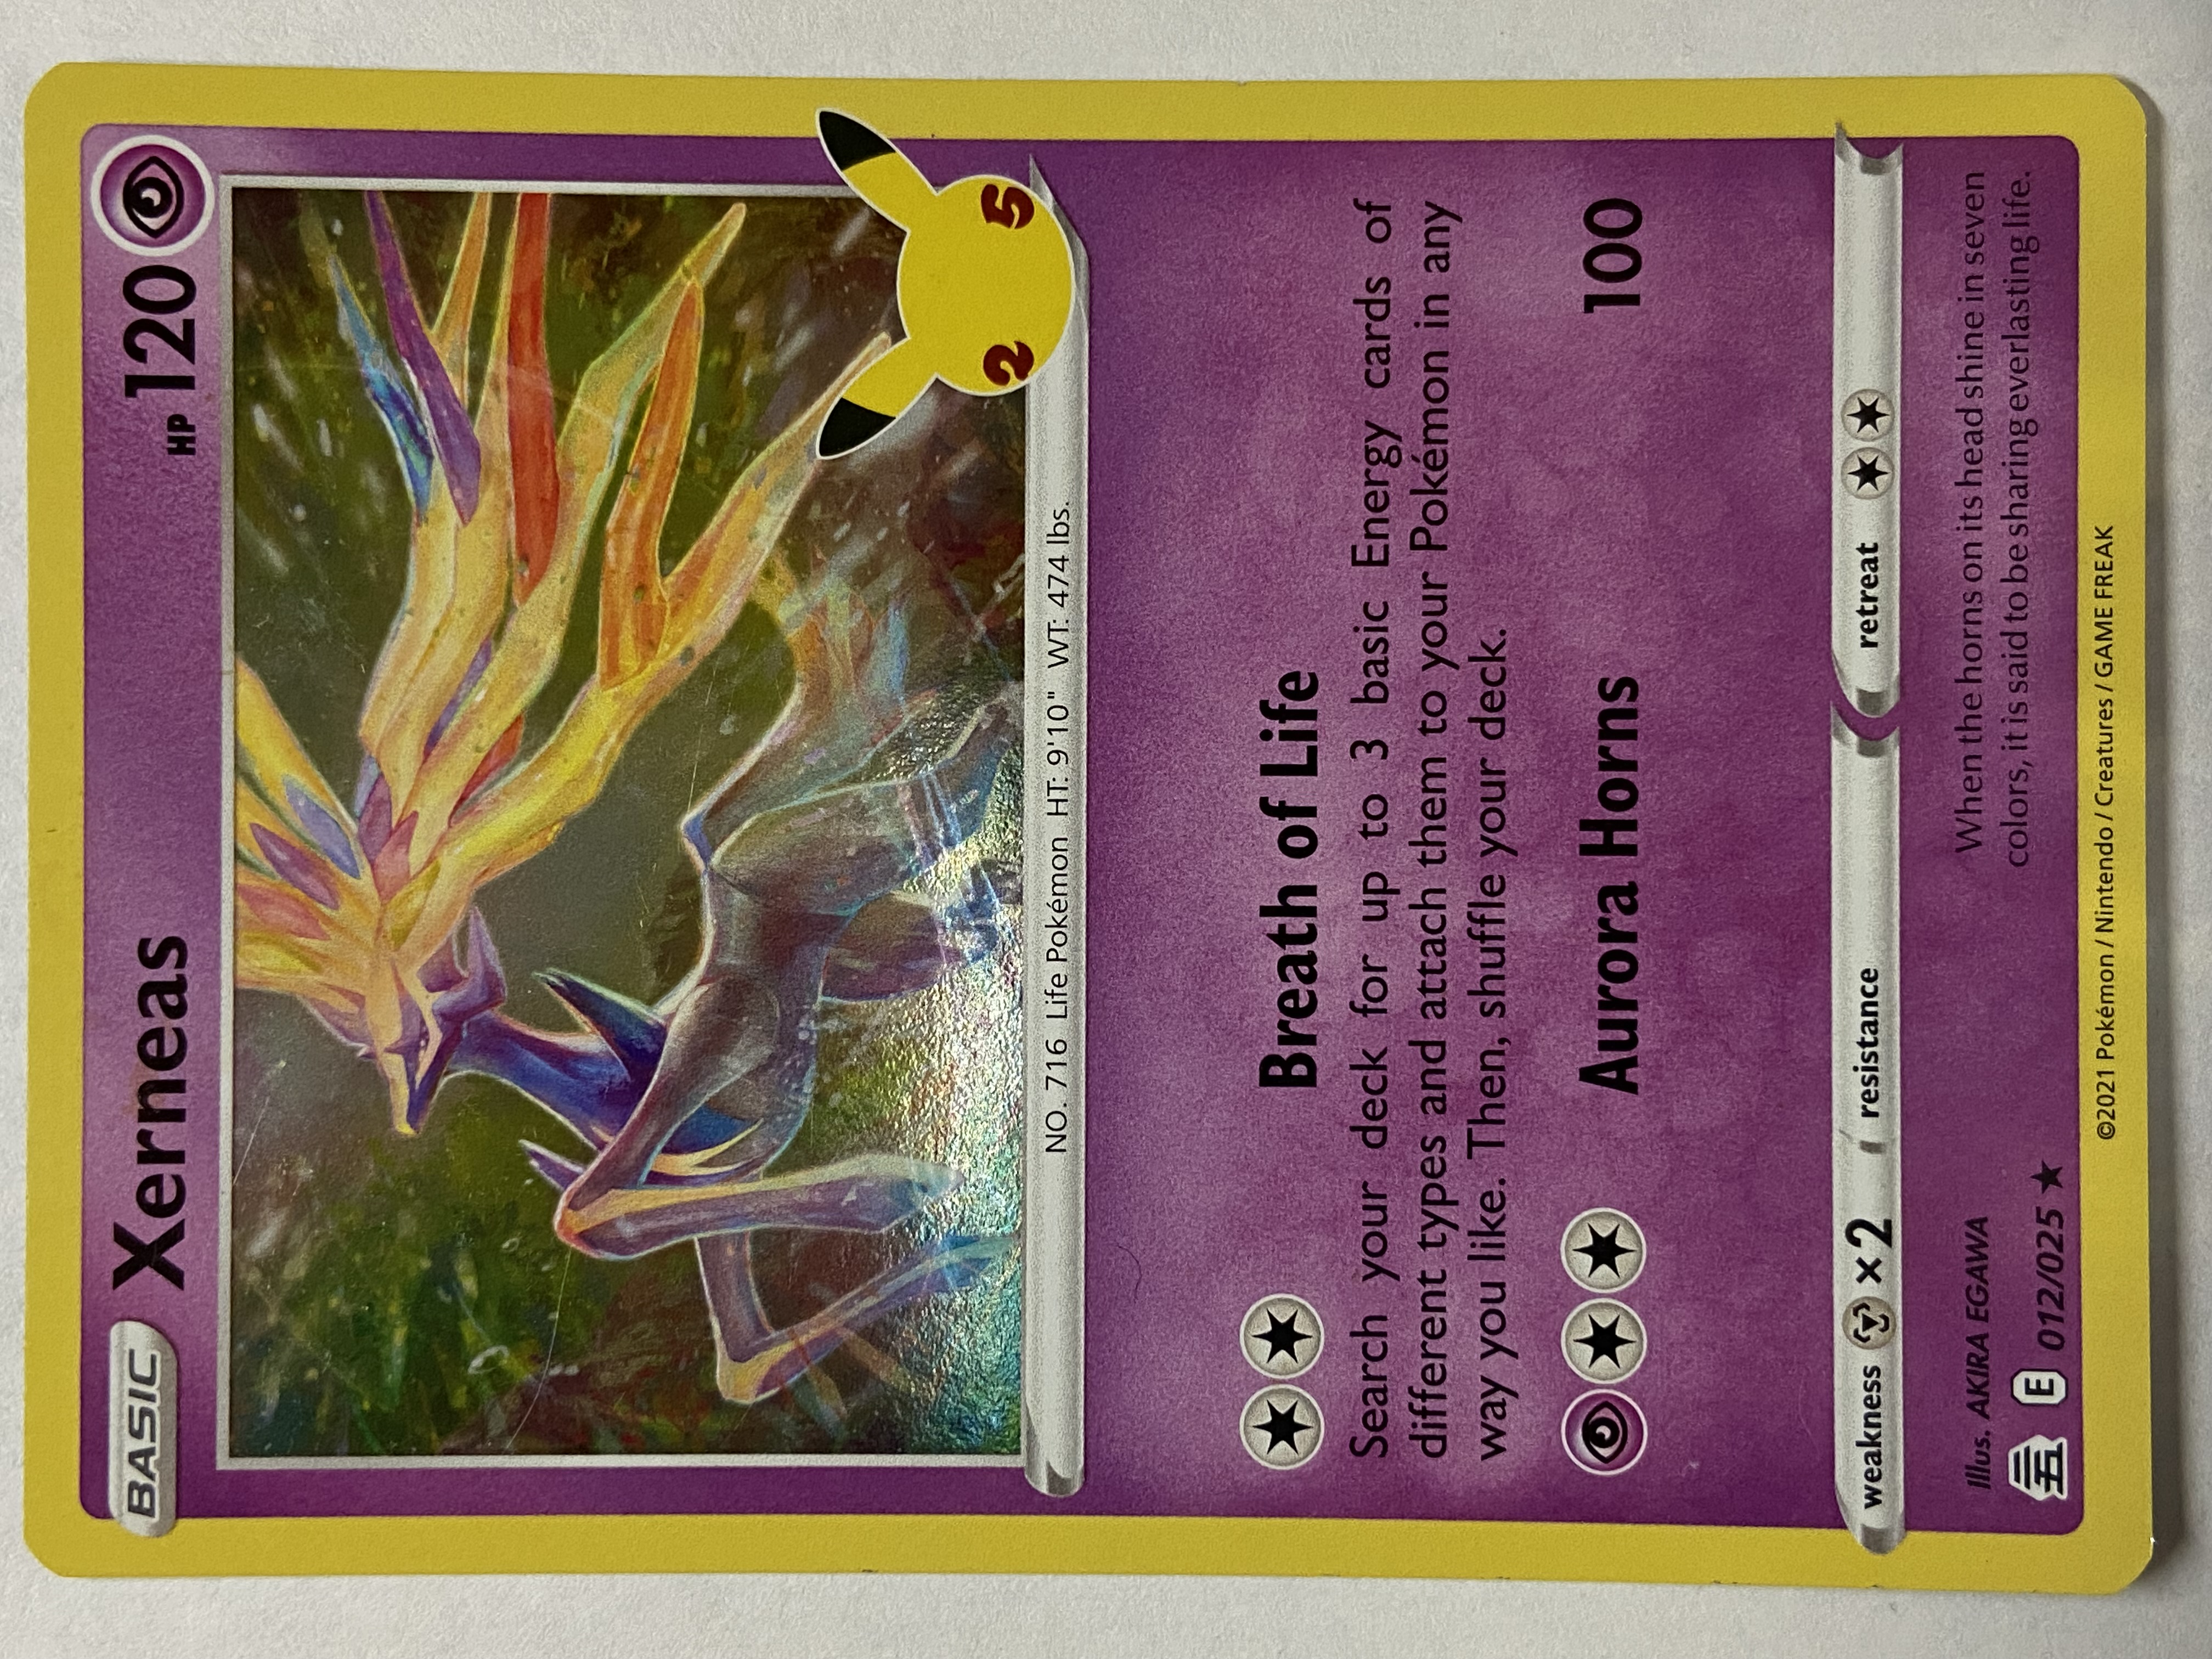 BASIC Xerneas HP 120
25
NO. 716 Life Pokémon HT: 9'10" WT: 474 lbs.
Breath of Life
Search your deck for up to 3 basic Energy cards of
different types and attach them to your Pokémon in any
way you like. Then, shuffle your deck.
Aurora Horns 100
weakness ×2 resistance retreat
Illus. AKIRA EGAWA
When the horns on its head shine in seven
colors, it is said to be sharing everlasting life.
E 012/025 ★
©2021 Pokémon / Nintendo / Creatures / GAME FREAK